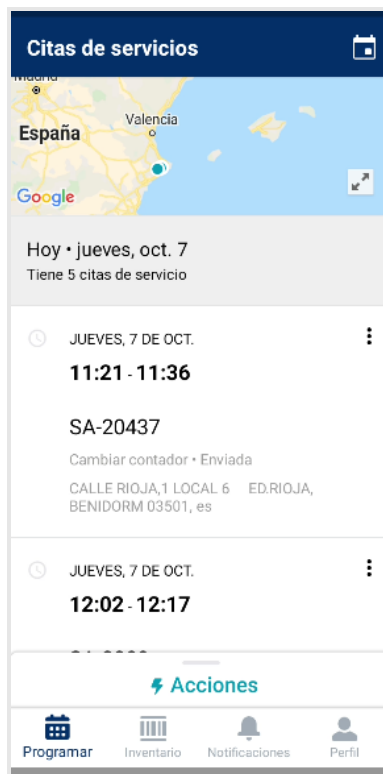 Citas de servicios
Madrid
Valencia
España
Google
Hoy • jueves, oct. 7
Tiene 5 citas de servicio
JUEVES, 7 DE OCT.
11:21 - 11:36
SA-20437
Cambiar contador • Enviada
CALLE RIOJA,1 LOCAL 6 ED.RIOJA,
BENIDORM 03501, es
JUEVES, 7 DE OCT.
12:02 - 12:17
Acciones
Programar Inventario Notificaciones Perfil